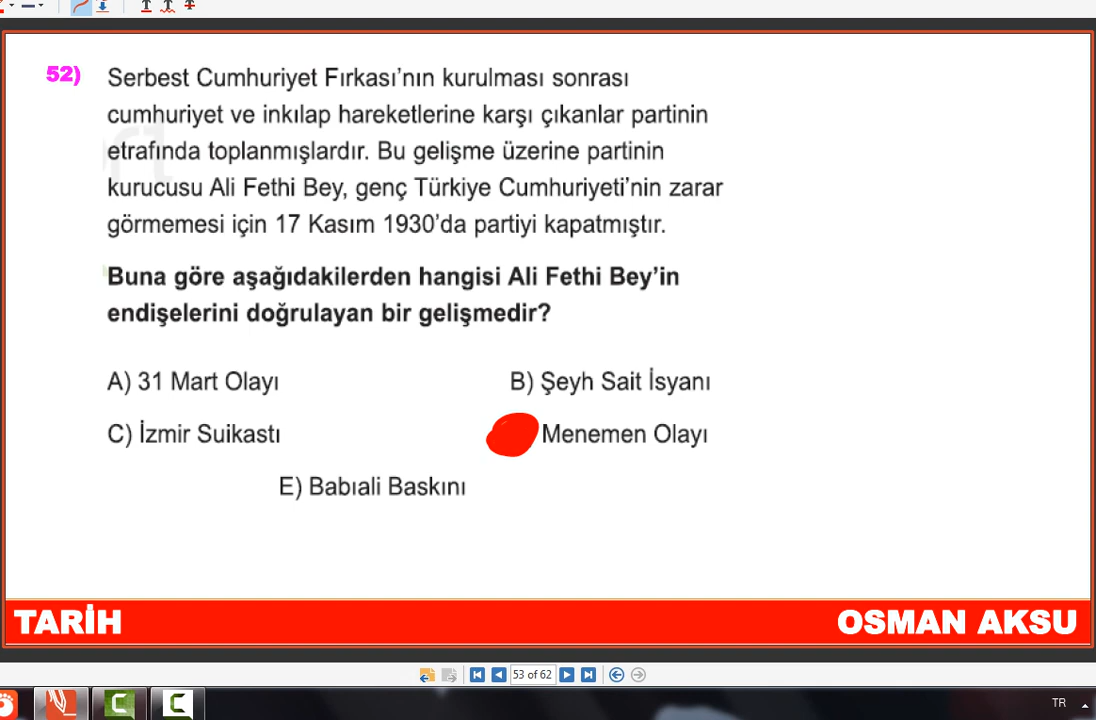 52) Serbest Cumhuriyet Fırkası'nın kurulması sonrası
cumhuriyet ve inkılap hareketlerine karşı çıkanlar partinin
etrafında toplanmışlardır. Bu gelişme üzerine partinin
kurucusu Ali Fethi Bey, genç Türkiye Cumhuriyeti'nin zarar
görmemesi için 17 Kasım 1930'da partiyi kapatmıştır.
Buna göre aşağıdakilerden hangisi Ali Fethi Bey'in
endişelerini doğrulayan bir gelişmedir?
A) 31 Mart Olayı B) Şeyh Sait İsyanı
C) İzmir Suikastı Menemen Olayı
E) Babıali Baskını
TARİH OSMAN AKSU
53 of 62
TR